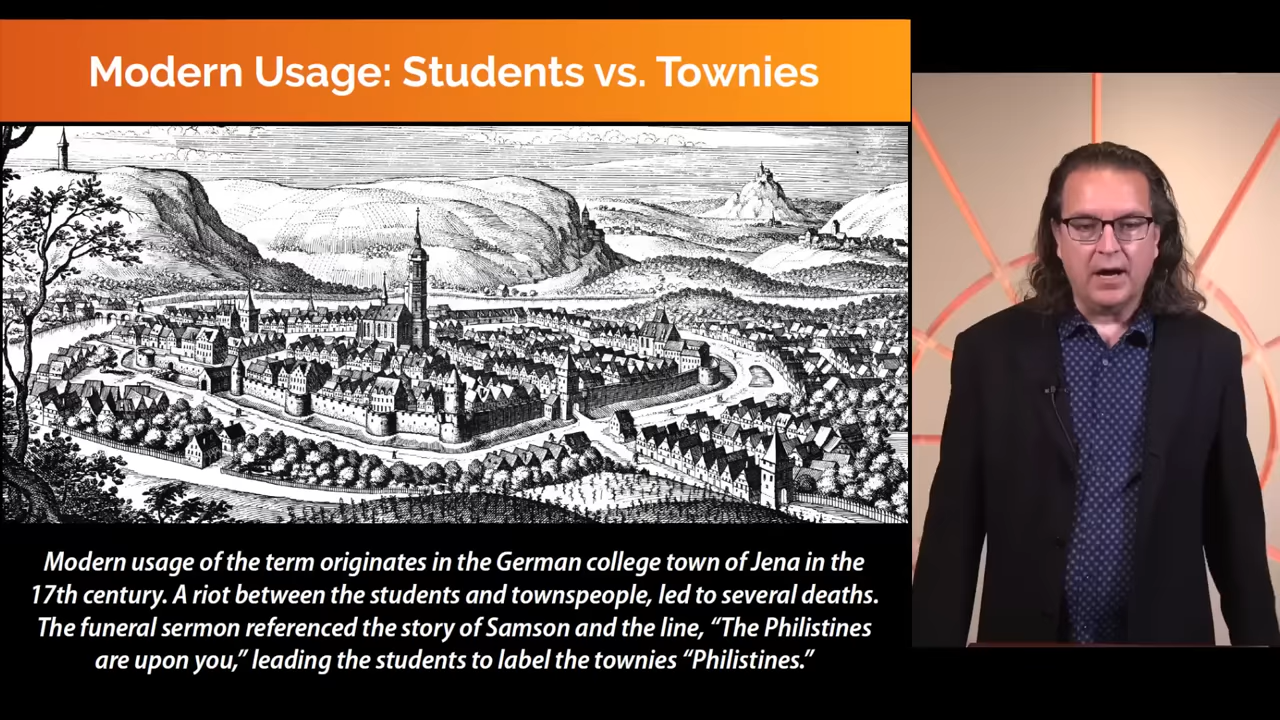 Modern Usage: Students vs. Townies
Modern usage of the term originates in the German college town of Jena in the
17th century. A riot between the students and townspeople, led to several deaths.
The funeral sermon referenced the story of Samson and the line, “The Philistines
are upon you,” leading the students to label the townies “Philistines.”